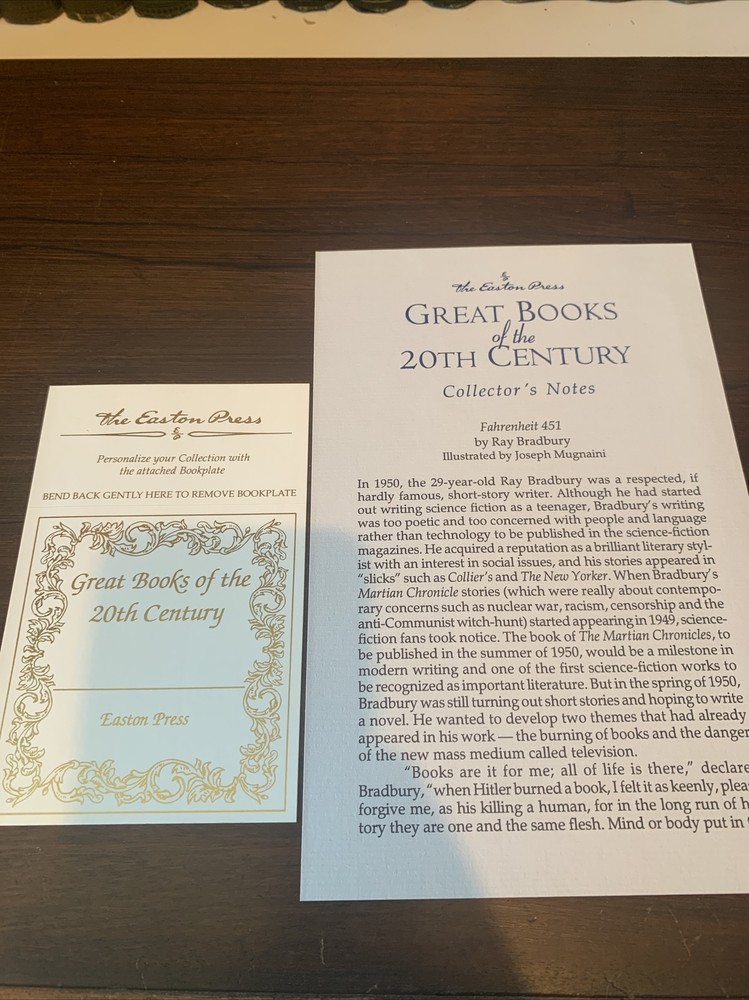 The Easton Press
Personalize your Collection with
the attached Bookplate
BEND BACK GENTLY HERE TO REMOVE BOOKPLATE
Great Books of the
20th Century
Easton Press
The Easton Press
GREAT BOOKS
of the
20TH CENTURY
Collector's Notes
Fahrenheit 451
by Ray Bradbury
Illustrated by Joseph Mugnaini
In 1950, the 29-year-old Ray Bradbury was a respected, if
hardly famous, short-story writer. Although he had started
out writing science fiction as a teenager, Bradbury's writing
was too poetic and too concerned with people and language
rather than technology to be published in the science-fiction
magazines. He acquired a reputation as a brilliant literary styl-
ist with an interest in social issues, and his stories appeared in
"slicks" such as Collier's and The New Yorker. When Bradbury's
Martian Chronicle stories (which were really about contempo-
rary concerns such as nuclear war, racism, censorship and the
anti-Communist witch-hunt) started appearing in 1949, science-
fiction fans took notice. The book of The Martian Chronicles, to
be published in the summer of 1950, would be a milestone in
modern writing and one of the first science-fiction works to
be recognized as important literature. But in the spring of 1950,
Bradbury was still turning out short stories and hoping to write
a novel. He wanted to develop two themes that had already
appeared in his work — the burning of books and the danger
of the new mass medium called television.
"Books are it for me; all of life is there," declare
Bradbury, "when Hitler burned a book, I felt it as keenly, plea
forgive me, as his killing a human, for in the long run of h
tory they are one and the same flesh. Mind or body put in